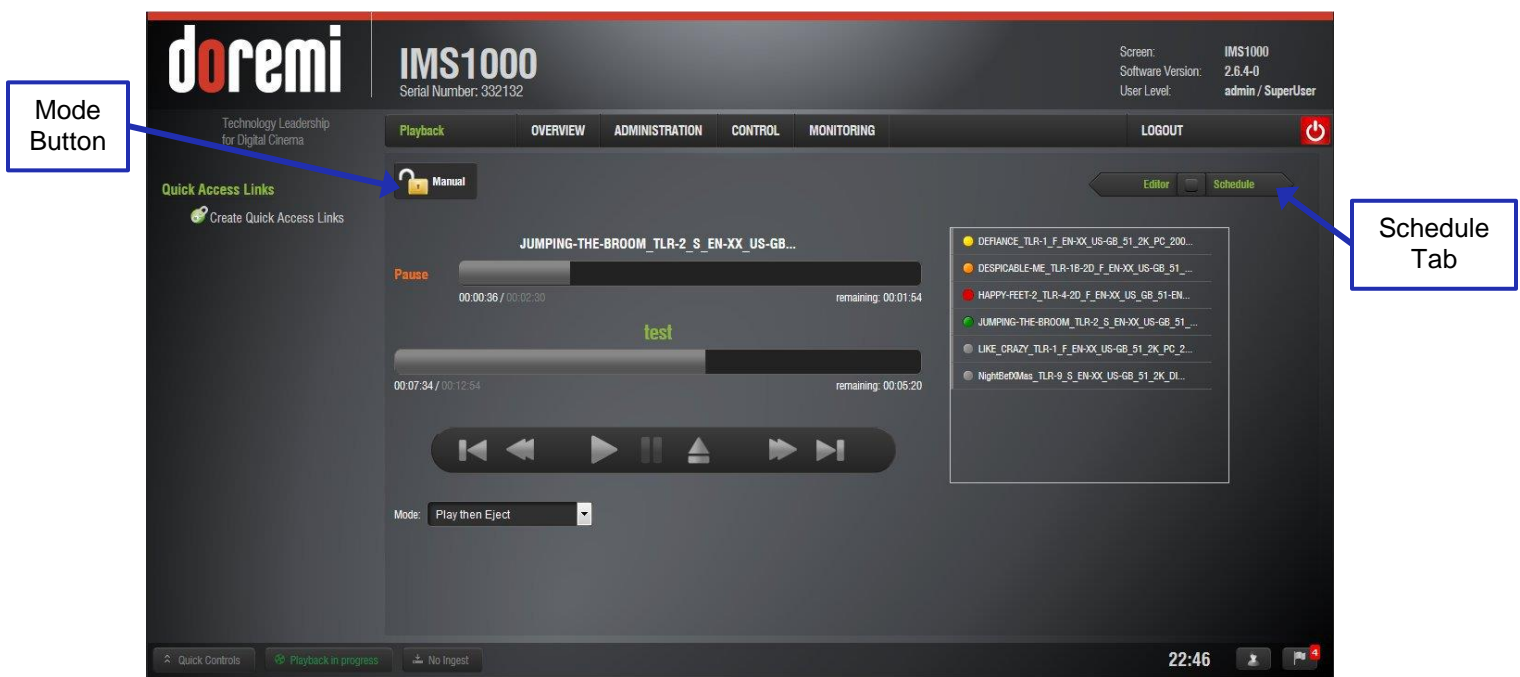 doremi
IMS1000
Serial Number: 332132
Screen: IMS1000
Software Version: 2.6.4-0
User Level: admin / SuperUser
Mode
Button
Technology Leadership
for Digital Cinema
Playback OVERVIEW ADMINISTRATION CONTROL MONITORING LOGOUT
Quick Access Links
Create Quick Access Links
Manual
Editor Schedule
Schedule
Tab
JUMPING-THE-BROOM_TLR-2_S_EN-XX_US-GB...
Pause
00:00:36 / 00:02:30 remaining: 00:01:54
test
00:07:34 / 00:12:54 remaining: 00:05:20
Mode: Play then Eject
DEFIANCE_TLR-1_F_EN-XX_US-GB_51_2K_PC_200...
DESPICABLE-ME_TLR-1B-2D_F_EN-XX_US-GB_51_...
HAPPY-FEET-2_TLR-4-2D_F_EN-XX_US_GB_51-EN...
JUMPING-THE-BROOM_TLR-2_S_EN-XX_US-GB_51_...
LIKE_CRAZY_TLR-1_F_EN-XX_US-GB_51_2K_PC_2...
NightBefXMas_TLR-9_S_EN-XX_US-GB_51_2K_DI...
Quick Controls Playback in progress No Ingest 22:46 4